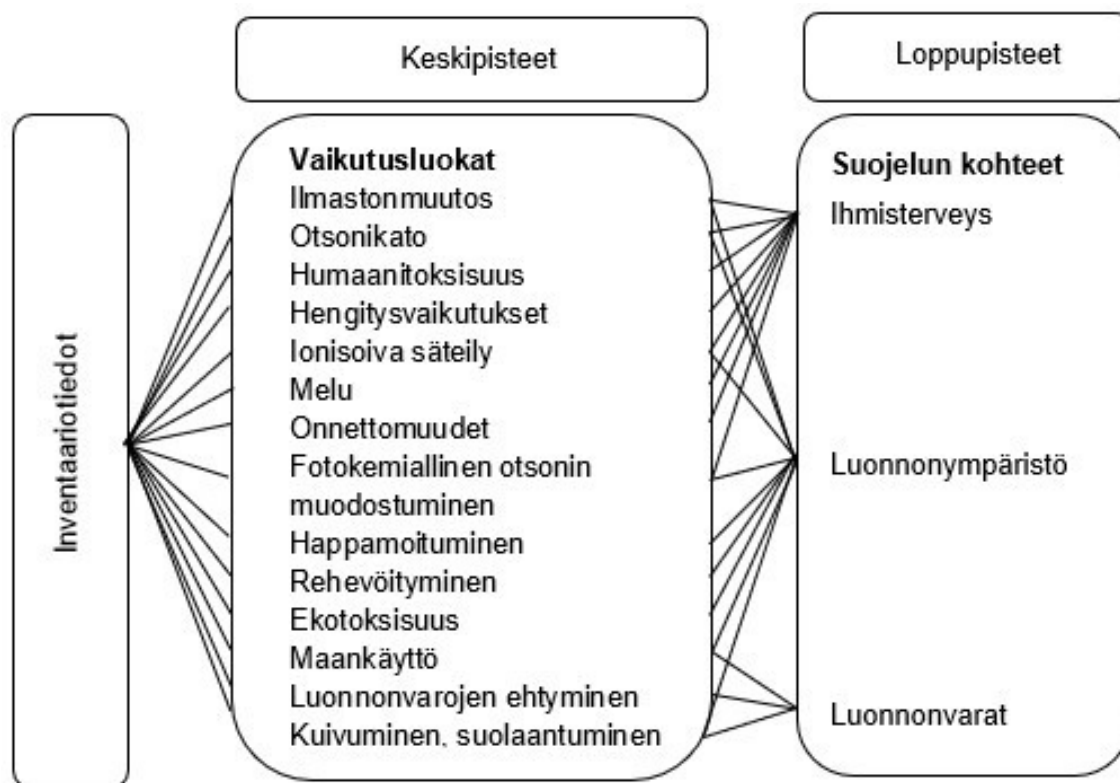 Keskipisteet
Loppupisteet
Inventaariotiedot
Vaikutusluokat
Ilmastonmuutos
Otsonikato
Humaanitoksisuus
Hengitysvaikutukset
Ionisoiva säteily
Melu
Onnettomuudet
Fotokemiallinen otsonin
muodostuminen
Happamoituminen
Rehevöityminen
Ekotoksisuus
Maankäyttö
Luonnonvarojen ehtyminen
Kuivuminen, suolaantuminen
Suojelun kohteet
Ihmisterveys
Luonnonympäristö
Luonnonvarat